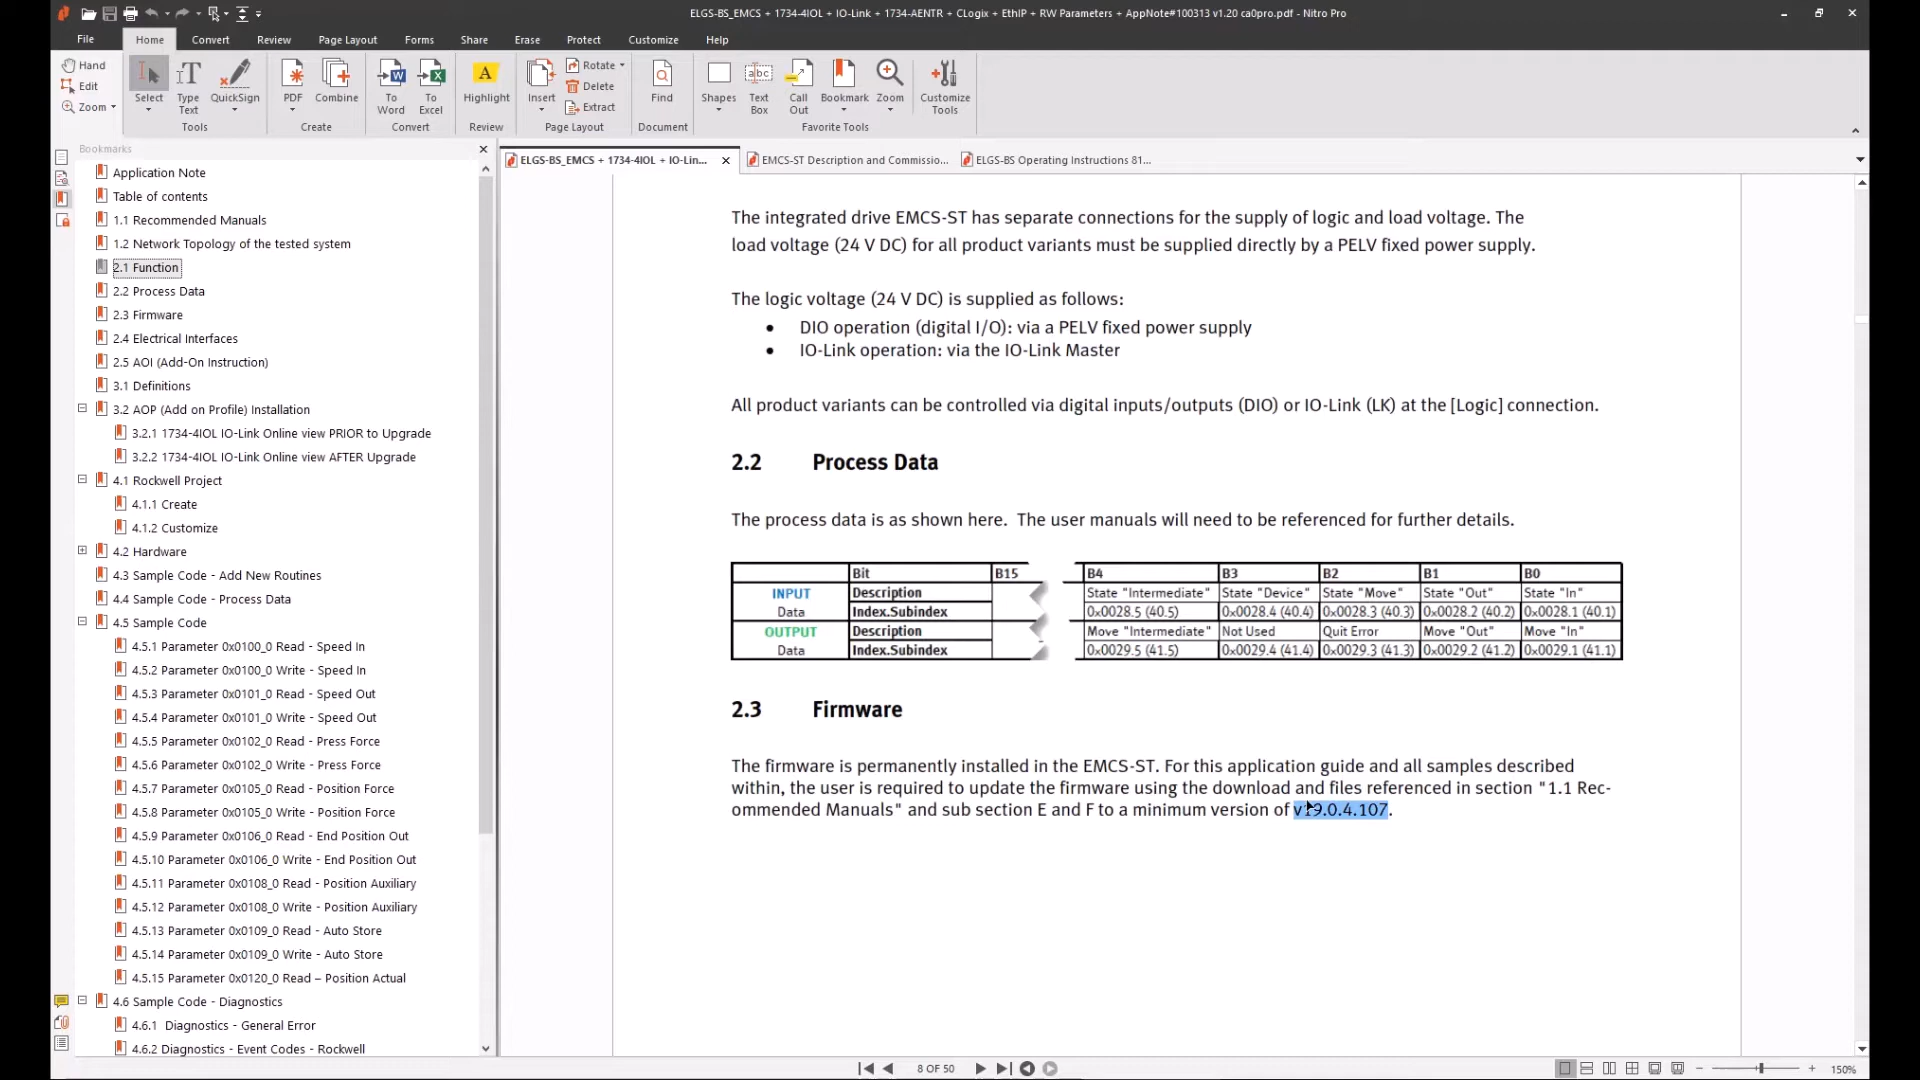 ELGS-BS_EMCS + 1734-4IOL + IO-Link + 1734-AENTR + CLogix + EthIP + RW Parameters + AppNote#100313 v1.20 ca0pro.pdf - Nitro Pro
File Home Convert Review Page Layout Forms Share Erase Protect Customize Help
Hand
Edit
Zoom
Select
Type Text
QuickSign
Tools
PDF
Combine
Create
To Word
To Excel
Convert
Highlight
Review
Insert
Rotate
Delete
Extract
Page Layout
Find
Document
Shapes
abc
Text Box
Call Out
Bookmark
Zoom
Favorite Tools
Customize Tools
Bookmarks
Application Note
Table of contents
1.1 Recommended Manuals
1.2 Network Topology of the tested system
2.1 Function
2.2 Process Data
2.3 Firmware
2.4 Electrical Interfaces
2.5 AOI (Add-On Instruction)
3.1 Definitions
3.2 AOP (Add on Profile) Installation
3.2.1 1734-4IOL IO-Link Online view PRIOR to Upgrade
3.2.2 1734-4IOL IO-Link Online view AFTER Upgrade
4.1 Rockwell Project
4.1.1 Create
4.1.2 Customize
4.2 Hardware
4.3 Sample Code - Add New Routines
4.4 Sample Code - Process Data
4.5 Sample Code
4.5.1 Parameter 0x0100_0 Read - Speed In
4.5.2 Parameter 0x0100_0 Write - Speed In
4.5.3 Parameter 0x0101_0 Read - Speed Out
4.5.4 Parameter 0x0101_0 Write - Speed Out
4.5.5 Parameter 0x0102_0 Read - Press Force
4.5.6 Parameter 0x0102_0 Write - Press Force
4.5.7 Parameter 0x0105_0 Read - Position Force
4.5.8 Parameter 0x0105_0 Write - Position Force
4.5.9 Parameter 0x0106_0 Read - End Position Out
4.5.10 Parameter 0x0106_0 Write - End Position Out
4.5.11 Parameter 0x0108_0 Read - Position Auxiliary
4.5.12 Parameter 0x0108_0 Write - Position Auxiliary
4.5.13 Parameter 0x0109_0 Read - Auto Store
4.5.14 Parameter 0x0109_0 Write - Auto Store
4.5.15 Parameter 0x0120_0 Read – Position Actual
4.6 Sample Code - Diagnostics
4.6.1 Diagnostics - General Error
4.6.2 Diagnostics - Event Codes - Rockwell
ELGS-BS_EMCS + 1734-4IOL + IO-Lin... EMCS-ST Description and Commissio... ELGS-BS Operating Instructions 81...
The integrated drive EMCS-ST has separate connections for the supply of logic and load voltage. The
load voltage (24 V DC) for all product variants must be supplied directly by a PELV fixed power supply.
The logic voltage (24 V DC) is supplied as follows:
• DIO operation (digital I/O): via a PELV fixed power supply
• IO-Link operation: via the IO-Link Master
All product variants can be controlled via digital inputs/outputs (DIO) or IO-Link (LK) at the [Logic] connection.
2.2 Process Data
The process data is as shown here. The user manuals will need to be referenced for further details.
Bit B15 B4 B3 B2 B1 B0
INPUT Description State "Intermediate" State "Device" State "Move" State "Out" State "In"
Data Index.Subindex 0x0028.5 (40.5) 0x0028.4 (40.4) 0x0028.3 (40.3) 0x0028.2 (40.2) 0x0028.1 (40.1)
OUTPUT Description Move "Intermediate" Not Used Quit Error Move "Out" Move "In"
Data Index.Subindex 0x0029.5 (41.5) 0x0029.4 (41.4) 0x0029.3 (41.3) 0x0029.2 (41.2) 0x0029.1 (41.1)
2.3 Firmware
The firmware is permanently installed in the EMCS-ST. For this application guide and all samples described
within, the user is required to update the firmware using the download and files referenced in section "1.1 Rec-
ommended Manuals" and sub section E and F to a minimum version of v19.0.4.107.
8 OF 50
150%